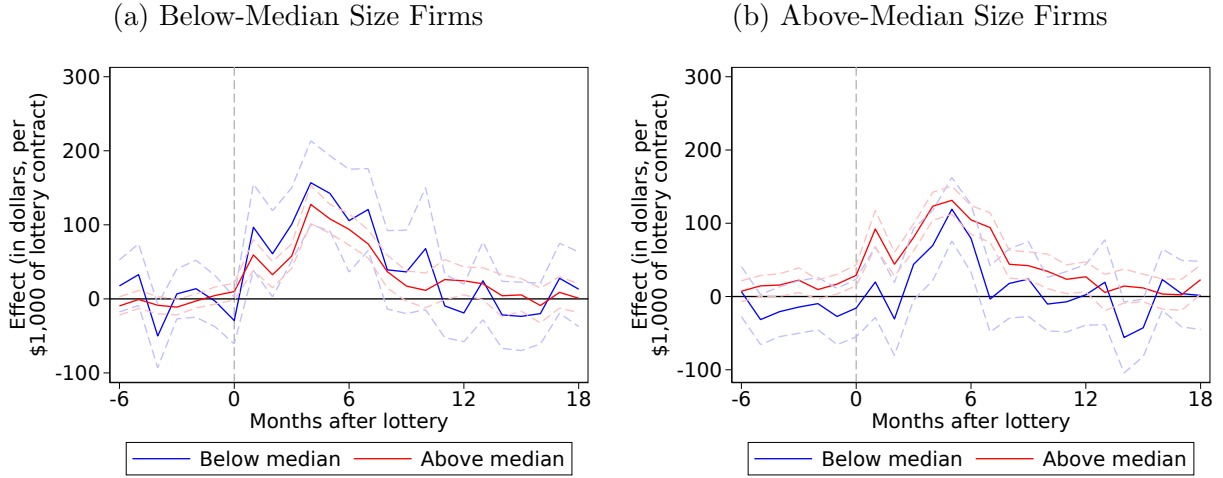 (a) Below-Median Size Firms
300
200
100
0
-100
Effect (in dollars, per
$1,000 of lottery contract)
-6
0
6
12
18
Months after lottery
Below median
Above median
(b) Above-Median Size Firms
300
200
100
0
-100
Effect (in dollars, per
$1,000 of lottery contract)
-6
0
6
12
18
Months after lottery
Below median
Above median